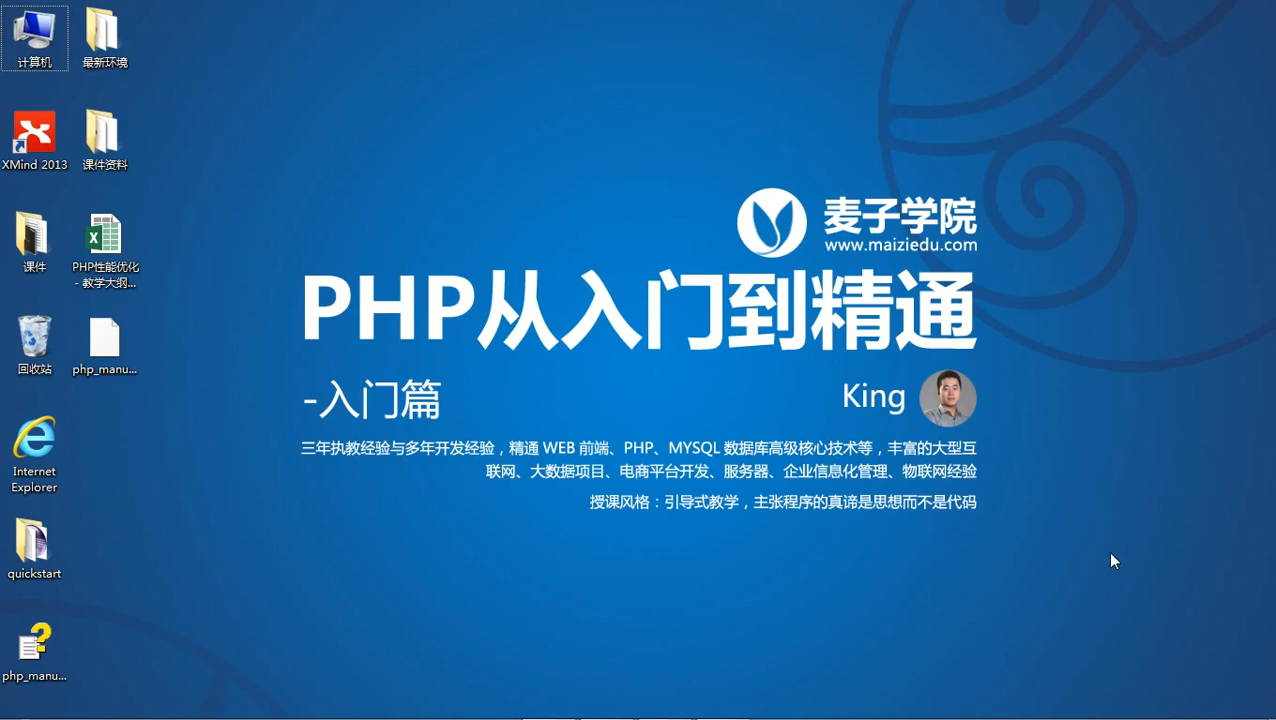 计算机
最新环境
XMind 2013
课件资料
课件
PHP性能优化
- 教学大纲...
回收站
php_manu...
Internet
Explorer
quickstart
php_manu...
麦子学院
www.maiziedu.com
PHP从入门到精通
-入门篇
King
三年执教经验与多年开发经验，精通 WEB 前端、PHP、MYSQL 数据库高级核心技术等，丰富的大型互
联网、大数据项目、电商平台开发、服务器、企业信息化管理、物联网经验
授课风格：引导式教学，主张程序的真谛是思想而不是代码